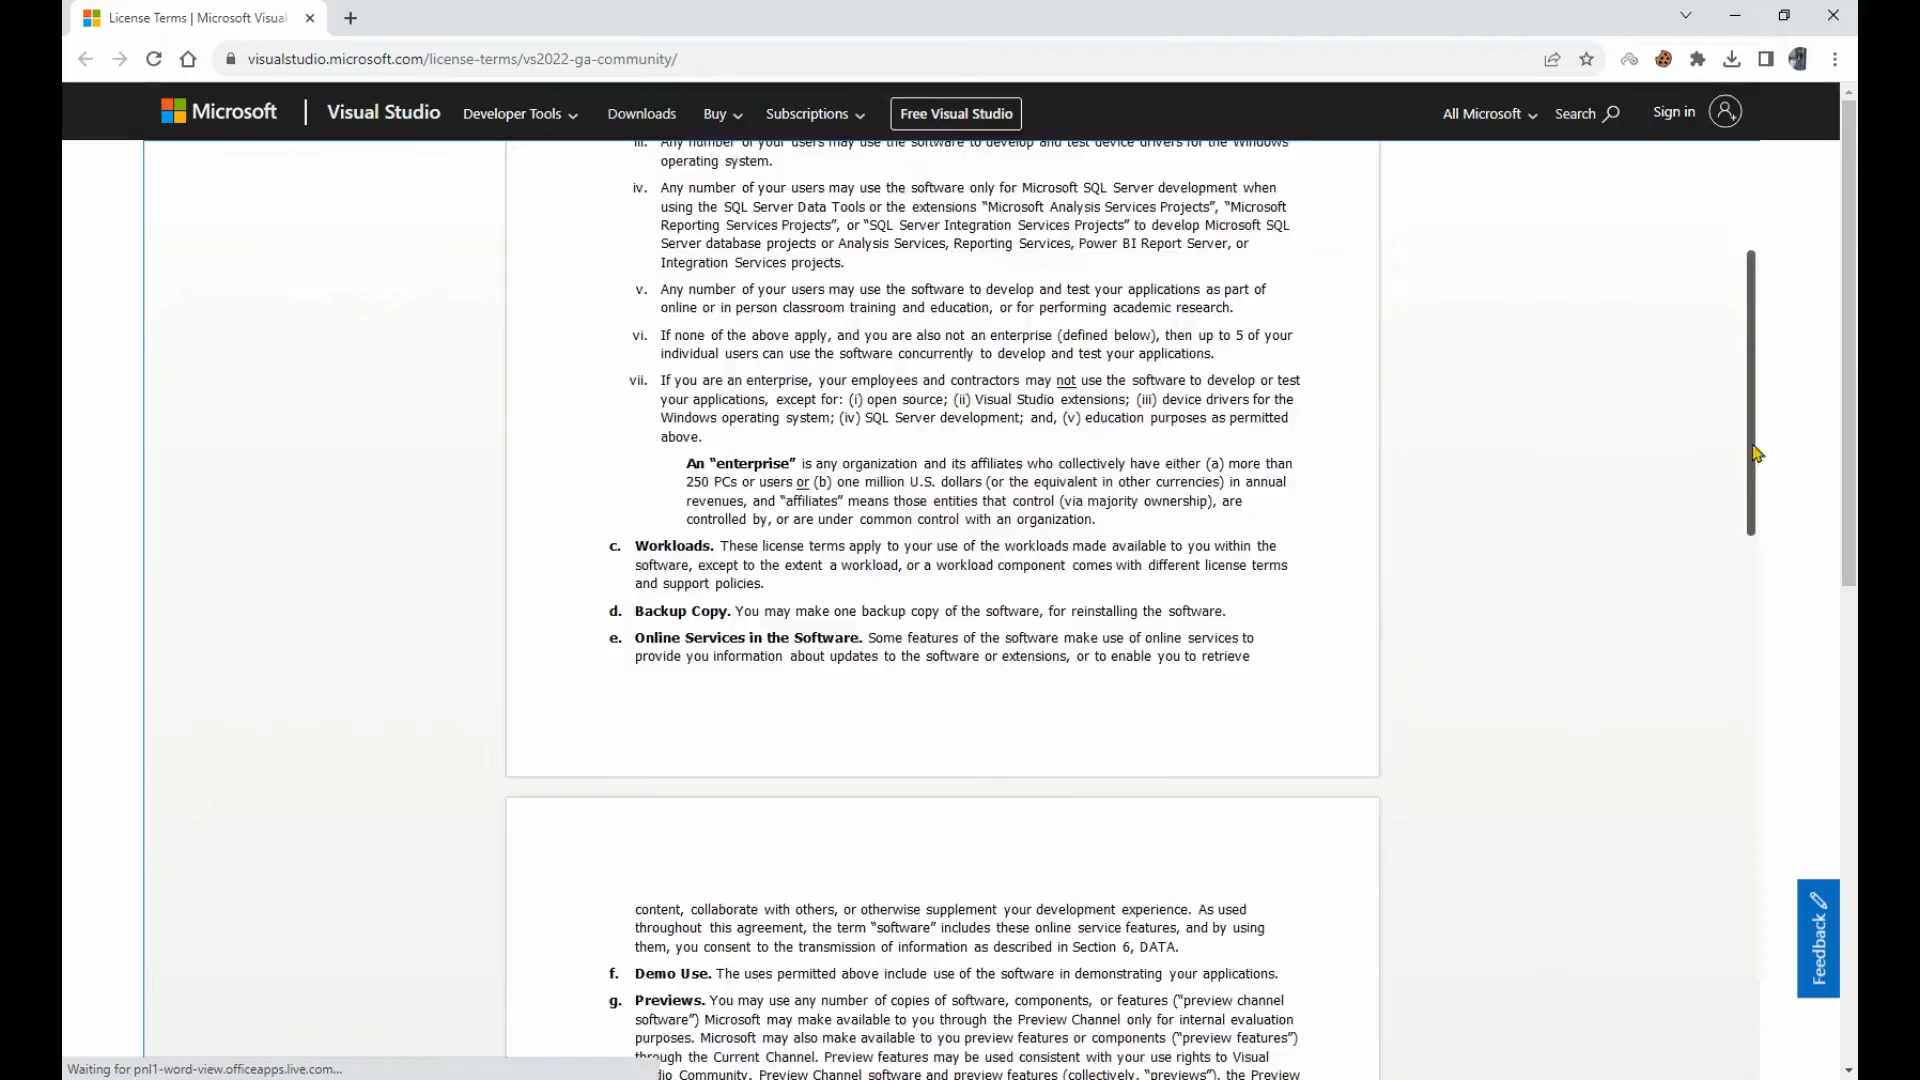 License Terms | Microsoft Visual
visualstudio.microsoft.com/license-terms/vs2022-ga-community/
Microsoft Visual Studio Developer Tools Downloads Buy Subscriptions Free Visual Studio All Microsoft Search Sign in
iii. Any number of your users may use the software to develop and test device drivers for the Windows
operating system.
iv. Any number of your users may use the software only for Microsoft SQL Server development when
using the SQL Server Data Tools or the extensions “Microsoft Analysis Services Projects”, “Microsoft
Reporting Services Projects”, or “SQL Server Integration Services Projects” to develop Microsoft SQL
Server database projects or Analysis Services, Reporting Services, Power BI Report Server, or
Integration Services projects.
v. Any number of your users may use the software to develop and test your applications as part of
online or in person classroom training and education, or for performing academic research.
vi. If none of the above apply, and you are also not an enterprise (defined below), then up to 5 of your
individual users can use the software concurrently to develop and test your applications.
vii. If you are an enterprise, your employees and contractors may not use the software to develop or test
your applications, except for: (i) open source; (ii) Visual Studio extensions; (iii) device drivers for the
Windows operating system; (iv) SQL Server development; and, (v) education purposes as permitted
above.
An “enterprise” is any organization and its affiliates who collectively have either (a) more than
250 PCs or users or (b) one million U.S. dollars (or the equivalent in other currencies) in annual
revenues, and “affiliates” means those entities that control (via majority ownership), are
controlled by, or are under common control with an organization.
c. Workloads. These license terms apply to your use of the workloads made available to you within the
software, except to the extent a workload, or a workload component comes with different license terms
and support policies.
d. Backup Copy. You may make one backup copy of the software, for reinstalling the software.
e. Online Services in the Software. Some features of the software make use of online services to
provide you information about updates to the software or extensions, or to enable you to retrieve
content, collaborate with others, or otherwise supplement your development experience. As used
throughout this agreement, the term “software” includes these online service features, and by using
them, you consent to the transmission of information as described in Section 6, DATA.
f. Demo Use. The uses permitted above include use of the software in demonstrating your applications.
g. Previews. You may use any number of copies of software, components, or features (“preview channel
software”) Microsoft may make available to you through the Preview Channel only for internal evaluation
purposes. Microsoft may also make available to you preview features or components (“preview features”)
through the Current Channel. Preview features may be used consistent with your use rights to Visual
dio Community. Preview Channel software and preview features (collectively, “previews”), the Preview
Feedback
Waiting for pnl1-word-view.officeapps.live.com...